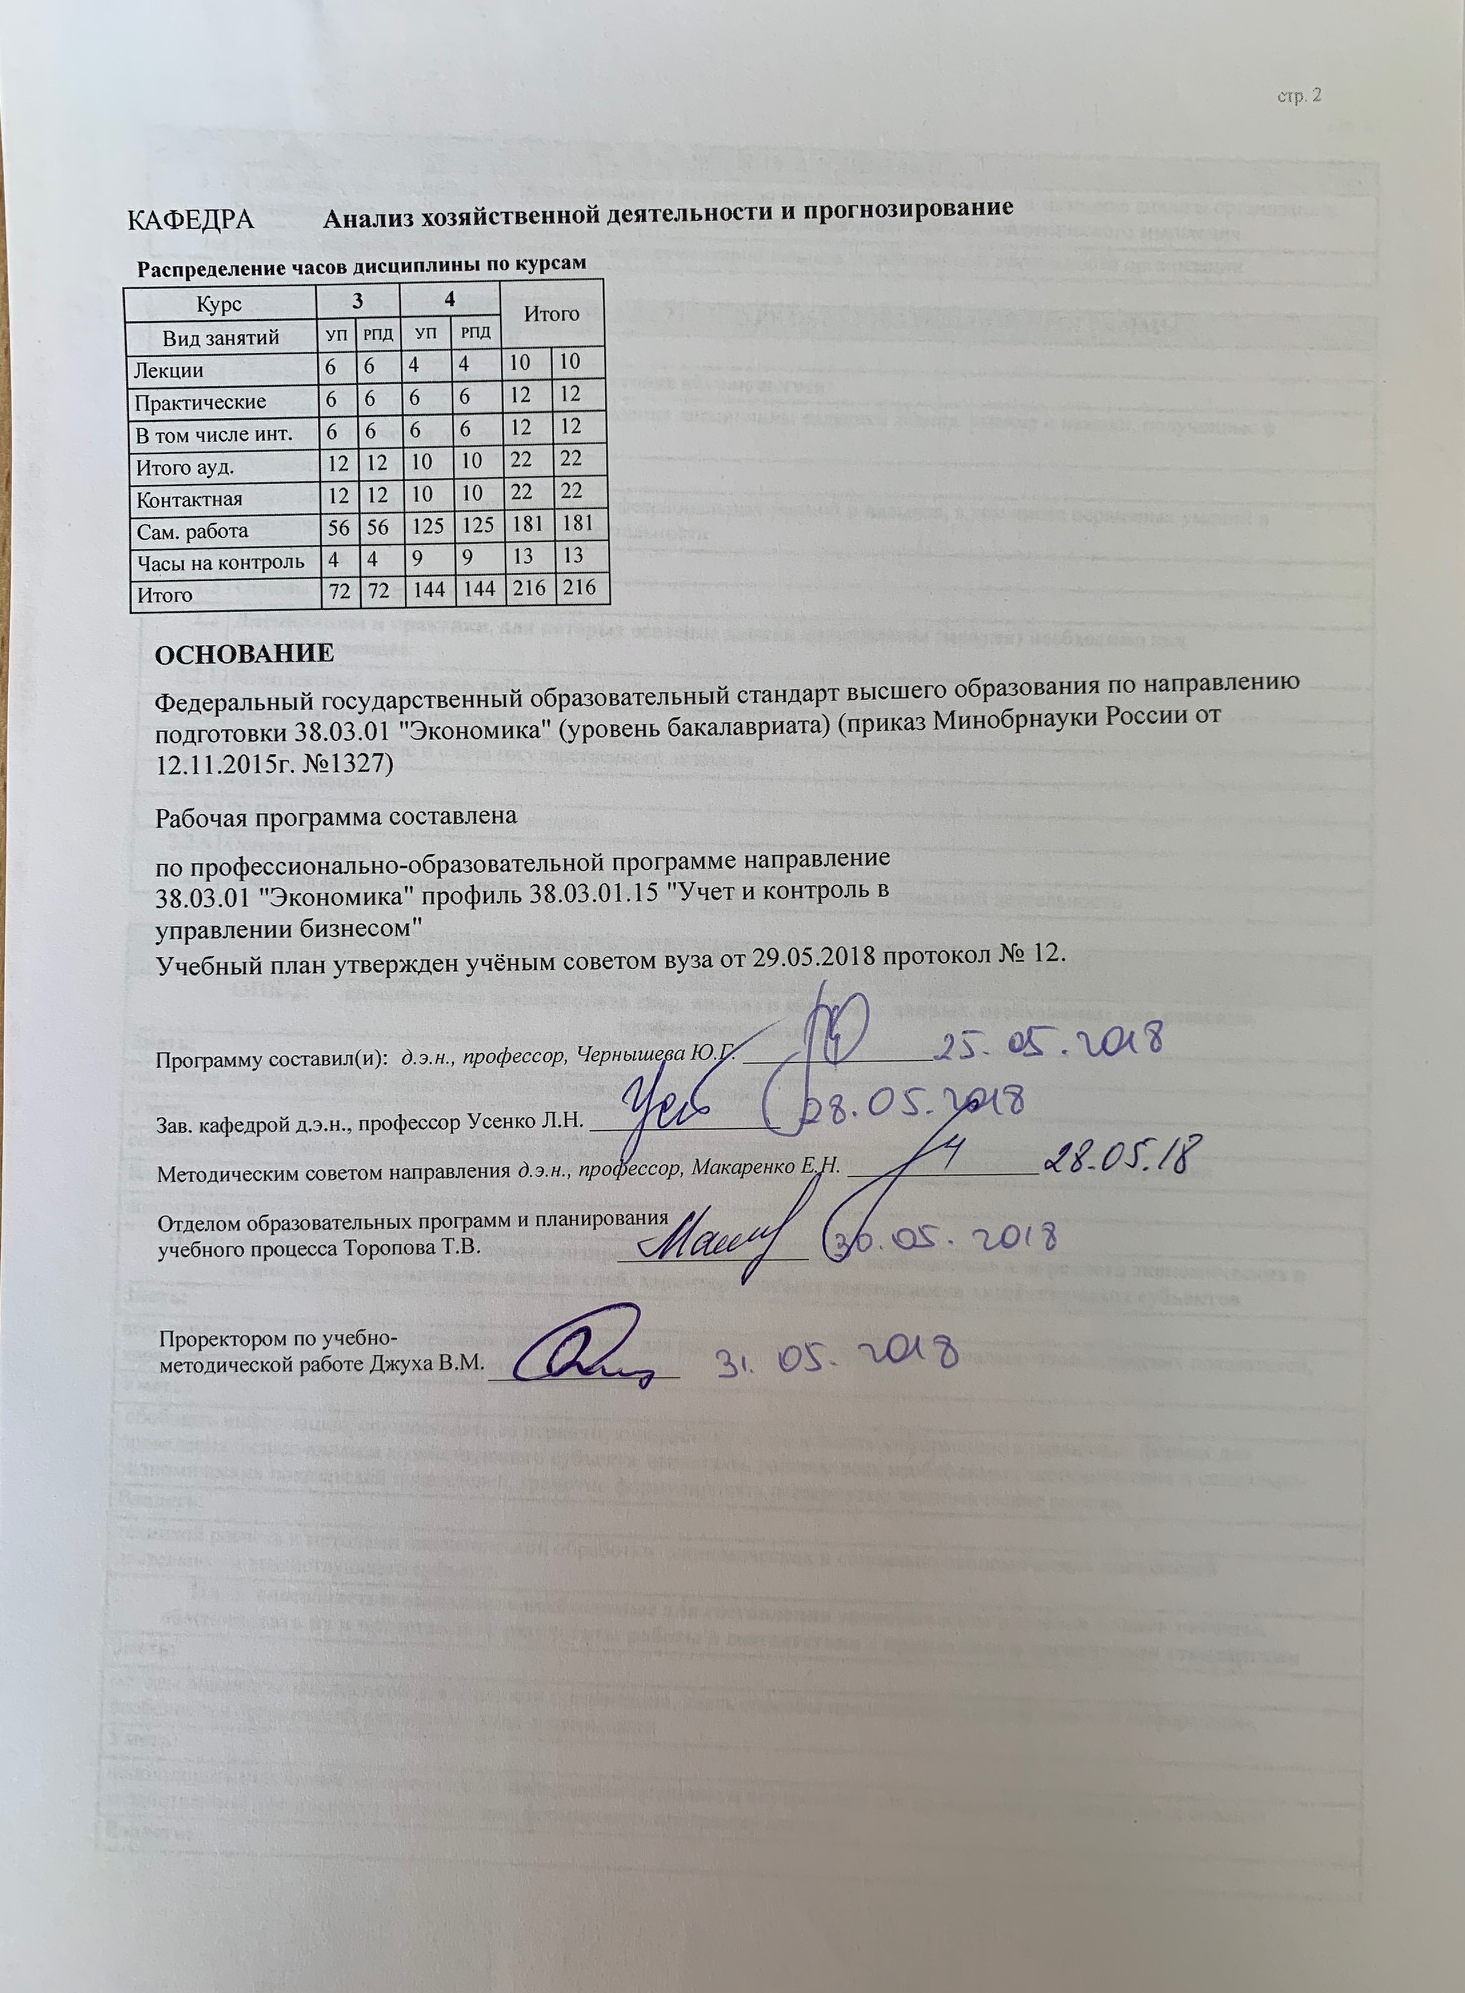 стр. 2
КАФЕДРА Анализ хозяйственной деятельности и прогнозирование
Распределение часов дисциплины по курсам
Курс 3 4 Итого
Вид занятий УП РПД УП РПД
Лекции 6 6 4 4 10 10
Практические 6 6 6 6 12 12
В том числе инт. 6 6 6 6 12 12
Итого ауд. 12 12 10 10 22 22
Контактная 12 12 10 10 22 22
Сам. работа 56 56 125 125 181 181
Часы на контроль 4 4 9 9 13 13
Итого 72 72 144 144 216 216
ОСНОВАНИЕ
Федеральный государственный образовательный стандарт высшего образования по направлению
подготовки 38.03.01 "Экономика" (уровень бакалавриата) (приказ Минобрнауки России от
12.11.2015г. №1327)
Рабочая программа составлена
по профессионально-образовательной программе направление
38.03.01 "Экономика" профиль 38.03.01.15 "Учет и контроль в
управлении бизнесом"
Учебный план утвержден учёным советом вуза от 29.05.2018 протокол № 12.
Программу составил(и): д.э.н., профессор, Чернышева Ю.Г. 25.05.2018
Зав. кафедрой д.э.н., профессор Усенко Л.Н. 28.05.2018
Методическим советом направления д.э.н., профессор, Макаренко Е.Н. 28.05.18
Отделом образовательных программ и планирования
учебного процесса Торопова Т.В. 30.05.2018
Проректором по учебно-
методической работе Джуха В.М. 31.05.2018